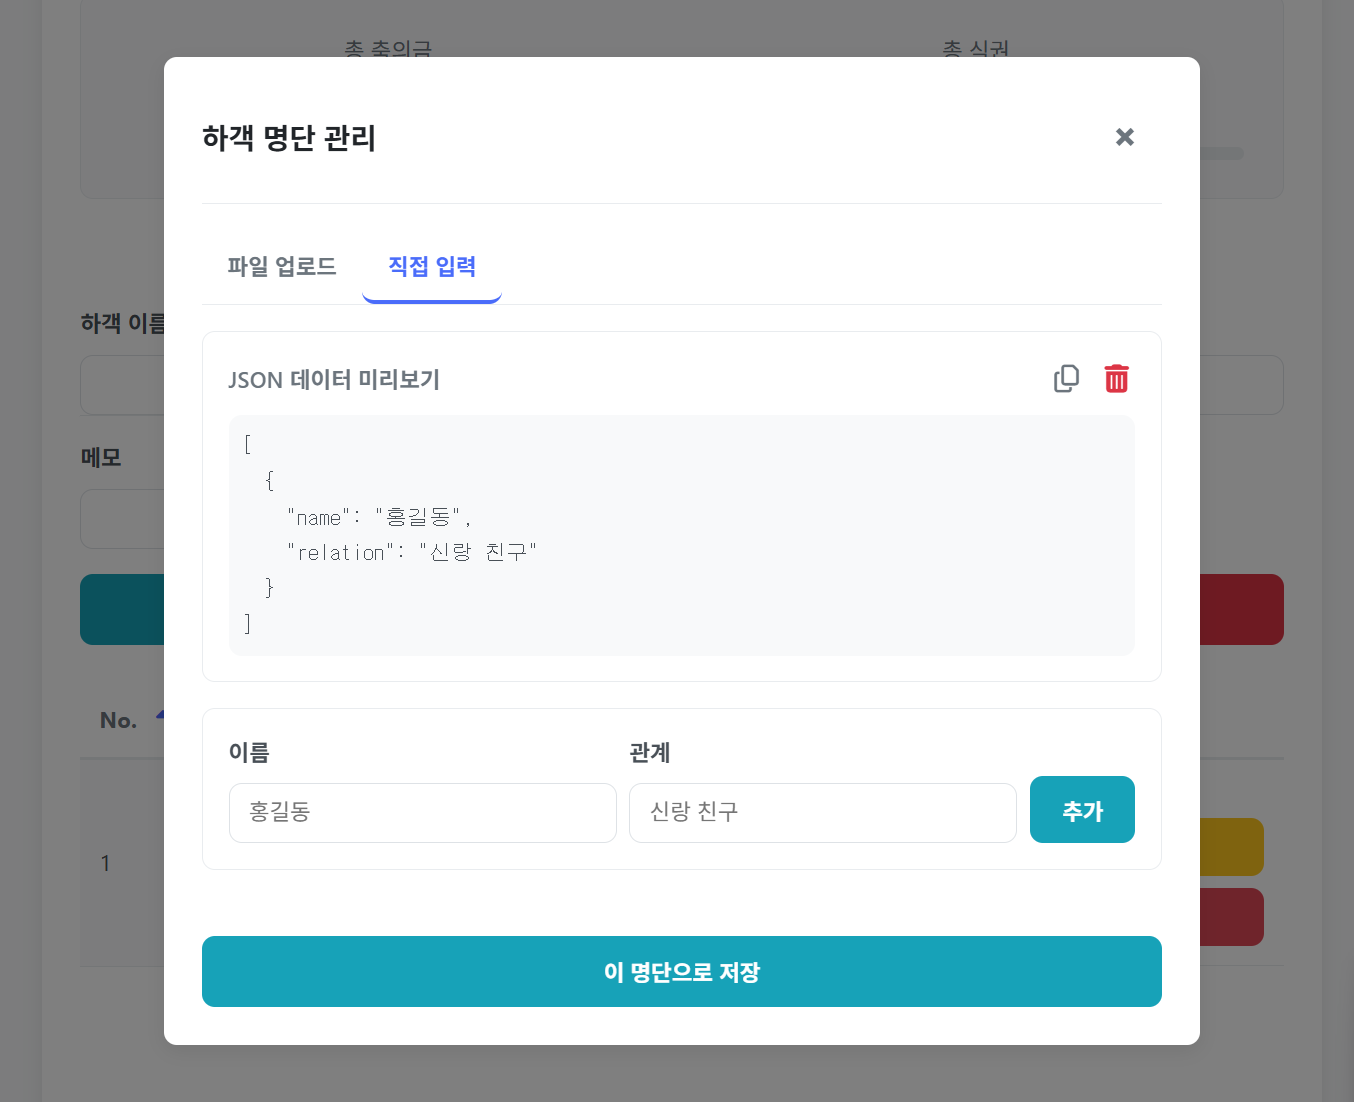 총 축의금
총 식권
하객 명단 관리
파일 업로드
직접 입력
하객 이름
JSON 데이터 미리보기
[
  {
    "name": "홍길동",
    "relation": "신랑 친구"
  }
]
메모
No.
이름
관계
홍길동
신랑 친구
추가
1
이 명단으로 저장